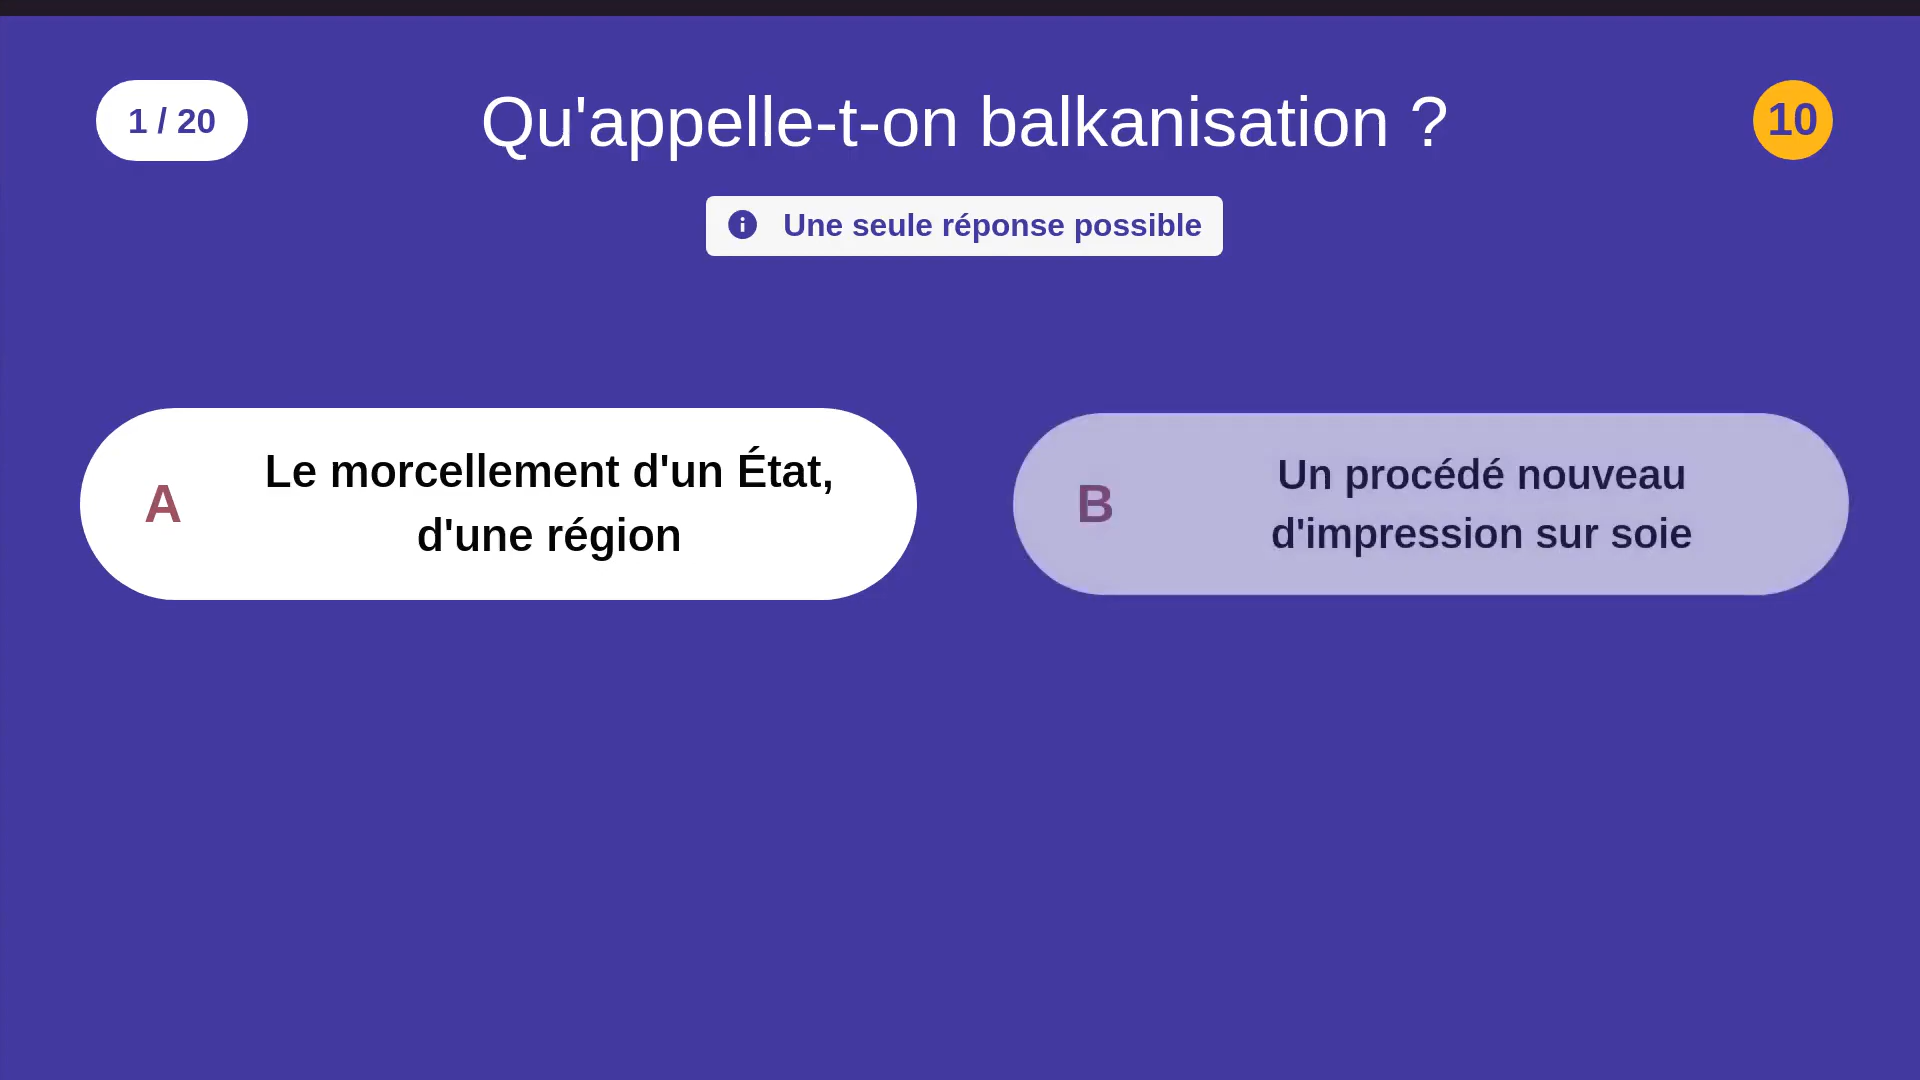 1 / 20
Qu'appelle-t-on balkanisation ?
10
Une seule réponse possible
A
Le morcellement d'un État,
d'une région
B
Un procédé nouveau
d'impression sur soie